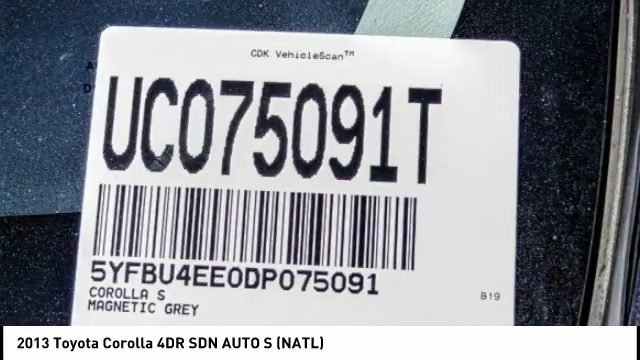 CDK VehicleScan™
UC075091T
5YFBU4EE0DP075091
COROLLA S
MAGNETIC GREY
B19
2013 Toyota Corolla 4DR SDN AUTO S (NATL)